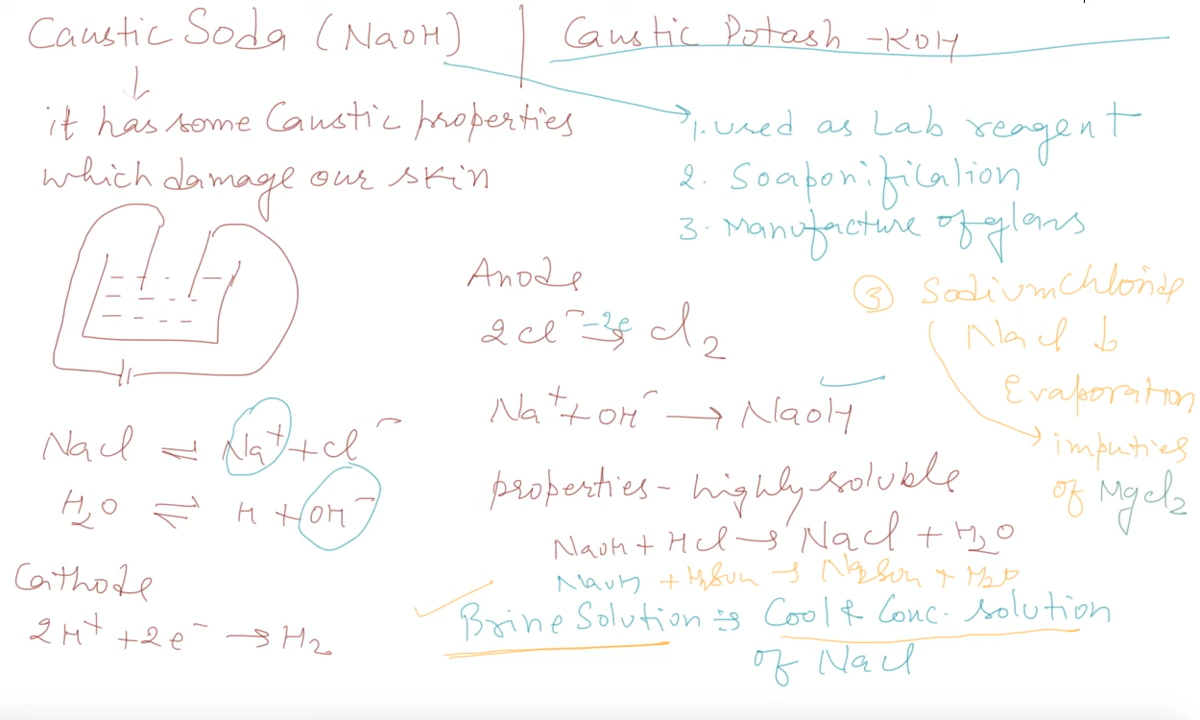 Caustic Soda (NaOH) | Caustic Potash - KOH
it has some Caustic properties
which damage our skin
1. used as Lab reagent
2. Soaponification
3. Manufacture of glass
Anode
2Cl⁻ -2e → Cl₂
Na⁺ + OH⁻ → NaOH
③ Sodium Chloride
NaCl ↓
Evaporation
imputies
of MgCl₂
NaCl ⇌ Na⁺ + Cl⁻
H₂O ⇌ H + OH⁻
Cathode
2H⁺ + 2e⁻ → H₂
properties - highly soluble
NaOH + HCl → NaCl + H₂O
NaOH + H₂SO₄ → Na₂SO₄ + H₂O
Brine Solution ⇒ Cool & Conc. solution
of NaCl